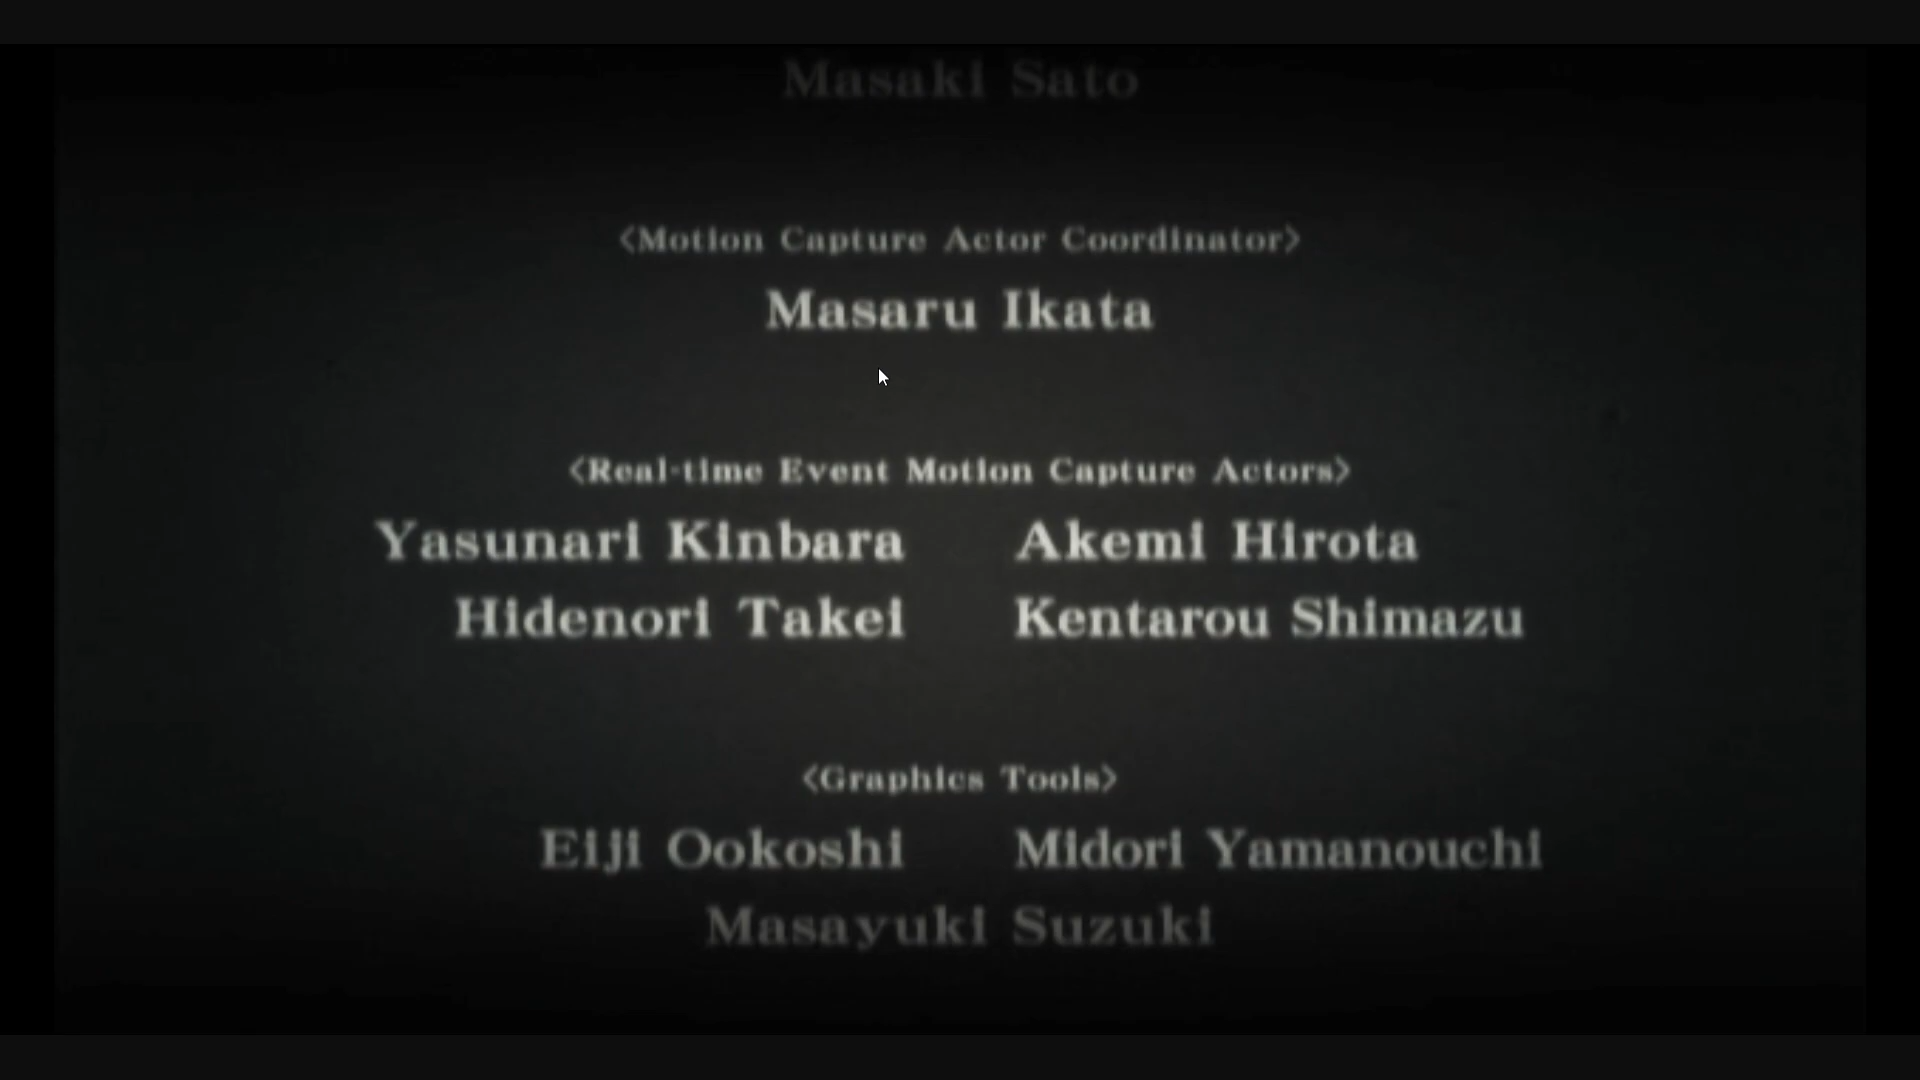 Masaki Sato
<Motion Capture Actor Coordinator>
Masaru Ikata
<Real-time Event Motion Capture Actors>
Yasunari Kinbara Akemi Hirota
Hidenori Takei Kentarou Shimazu
<Graphics Tools>
Eiji Ookoshi Midori Yamanouchi
Masayuki Suzuki